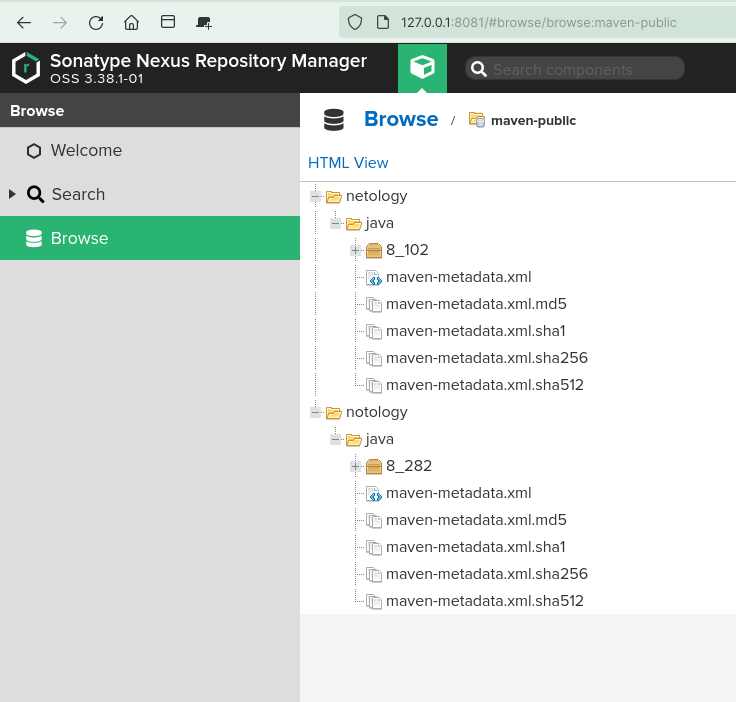 127.0.0.1:8081/#browse/browse:maven-public
Sonatype Nexus Repository Manager
OSS 3.38.1-01
Search components
Browse
Welcome
Search
Browse
Browse / maven-public
HTML View
netology
java
8_102
maven-metadata.xml
maven-metadata.xml.md5
maven-metadata.xml.sha1
maven-metadata.xml.sha256
maven-metadata.xml.sha512
notology
java
8_282
maven-metadata.xml
maven-metadata.xml.md5
maven-metadata.xml.sha1
maven-metadata.xml.sha256
maven-metadata.xml.sha512